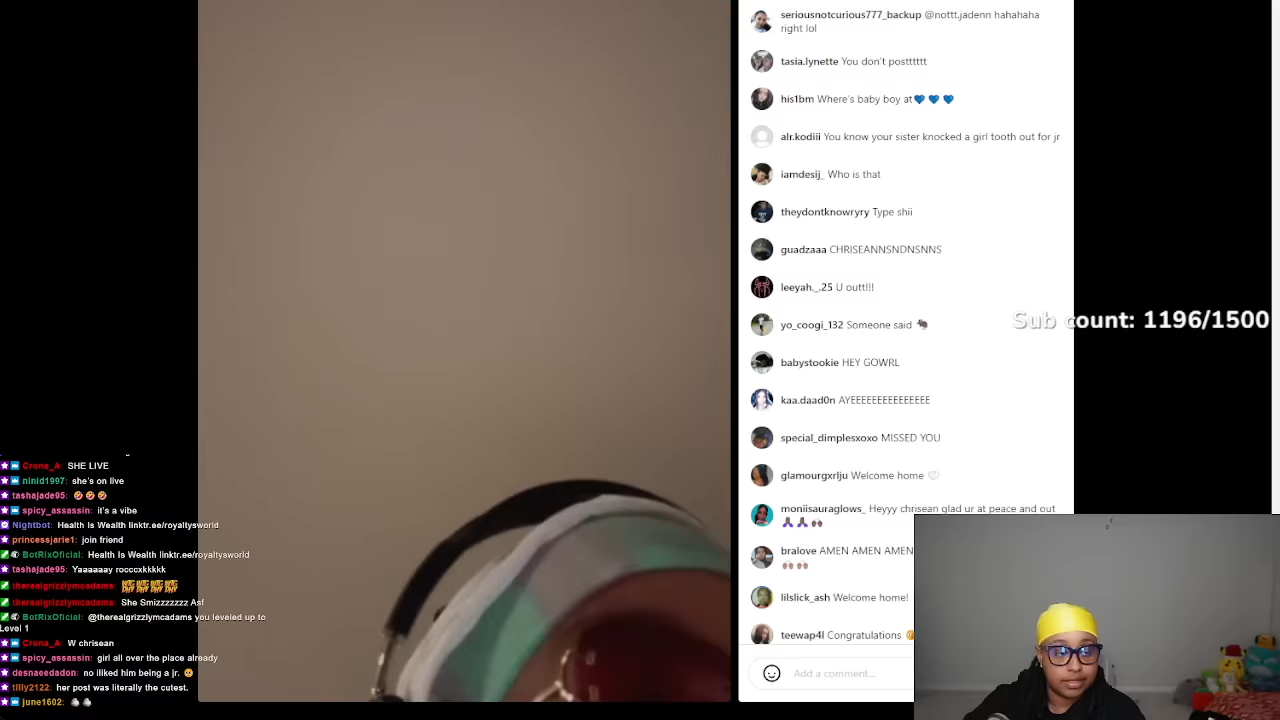 seriousnotcurious777_backup @nottt.jadenn hahahaha
right lol
tasia.lynette You don't postttttt
his1bm Where's baby boy at💙 💙 💙
alr.kodiii You know your sister knocked a girl tooth out for jr
iamdesij_ Who is that
theydontknowryry Type shii
guadzaaa CHRISEANNSNDNSNNS
leeyah._.25 U outt!!!
Sub count: 1196/1500
yo_coogi_132 Someone said 🐀
babystookie HEY GOWRL
kaa.daad0n AYEEEEEEEEEEEEEEE
special_dimplesxoxo MISSED YOU
glamourgxrlju Welcome home 🤍
moniisauraglows_ Heyyy chrisean glad ur at peace and out
bralove AMEN AMEN AMEN
lilslick_ash Welcome home!
teewap4l Congratulations
Add a comment...
Crona_A SHE LIVE
ninid1997: she's on live
tashajade95: 🤣 🤣 🤣
spicy_assassin: it's a vibe
Nightbot: Health Is Wealth linktr.ee/royaltysworld
princessjarie1: join friend
BotRixOficial: Health Is Wealth linktr.ee/royaltysworld
tashajade95: Yaaaaay rocccxkkkkk
therealgrizzlymcadams:
therealgrizzlymcadams: She Smizzzzzzz Asf
BotRixOficial: @therealgrizzlymcadams you leveled up to
Level 1
Crona_A: W chrisean
spicy_assassin: girl all over the place already
desnaeedadon: no iliked him being a jr.
tllly2122: her post was literally the cutest.
june1602: